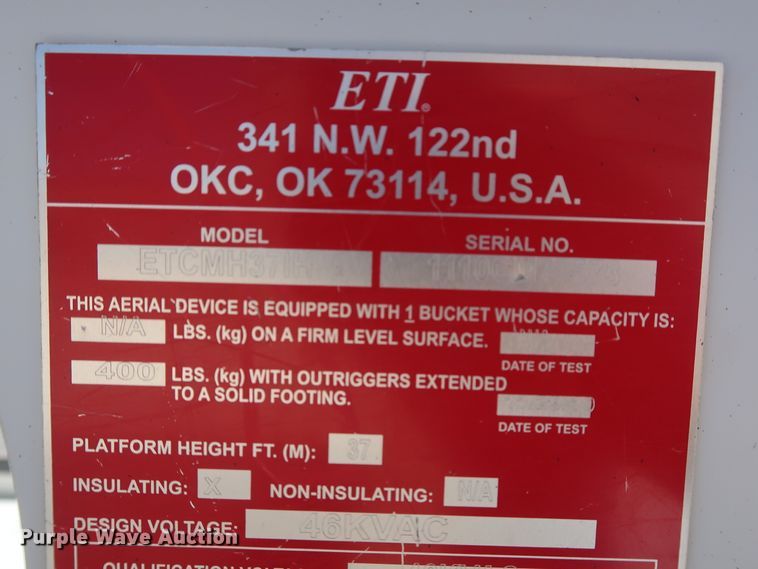 ETI®
341 N.W. 122nd
OKC, OK 73114, U.S.A.
MODEL SERIAL NO.
ETCMH37IH
THIS AERIAL DEVICE IS EQUIPPED WITH 1 BUCKET WHOSE CAPACITY IS:
N/A LBS. (kg) ON A FIRM LEVEL SURFACE.
DATE OF TEST
400 LBS. (kg) WITH OUTRIGGERS EXTENDED
TO A SOLID FOOTING.
DATE OF TEST
PLATFORM HEIGHT FT. (M): 37
INSULATING: X NON-INSULATING: N/A
DESIGN VOLTAGE: 46KVAC
Purple Wave Auction